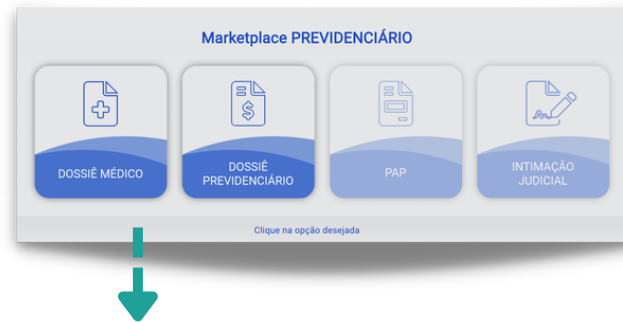 Marketplace PREVIDENCIÁRIO
DOSSIÊ MÉDICO
DOSSIÊ
PREVIDENCIÁRIO
PAP
INTIMAÇÃO
JUDICIAL
Clique na opção desejada